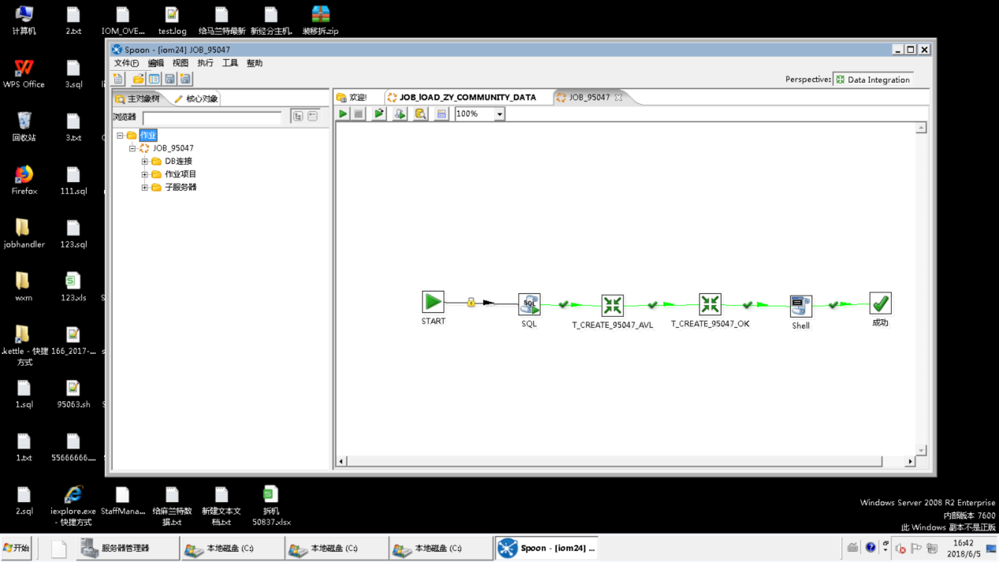 计算机
2.txt
IOM_OVE...
test.log
给马兰特最新
新经分主机.
装移拆.zip
Spoon - [iom24] JOB_95047
文件(F) 编辑 视图 执行 工具 帮助
WPS Office
3.sql
Perspective: Data Integration
主对象树
核心对象
欢迎!
JOB_lOAD_ZY_COMMUNITY_DATA
JOB_95047
浏览器
100%
回收站
3.txt
作业
JOB_95047
DB连接
作业项目
子服务器
Firefox
111.sql
jobhandler
123.sql
wxm
123.xls
START
SQL
SQL
T_CREATE_95047_AVL
T_CREATE_95047_OK
Shell
成功
.kettle - 快捷
方式
166_2017-...
1.sql
95063.sh
1.txt
55566666....
2.sql
iexplore.exe
- 快捷方式
StaffMana...
给麻兰特数
据.txt
新建文本文
档.txt
拆机
50837.xlsx
Windows Server 2008 R2 Enterprise
内部版本 7600
此 Windows 副本不是正版
开始
服务器管理器
本地磁盘 (C:)
本地磁盘 (C:)
本地磁盘 (C:)
Spoon - [iom24] ...
16:42
2018/6/5